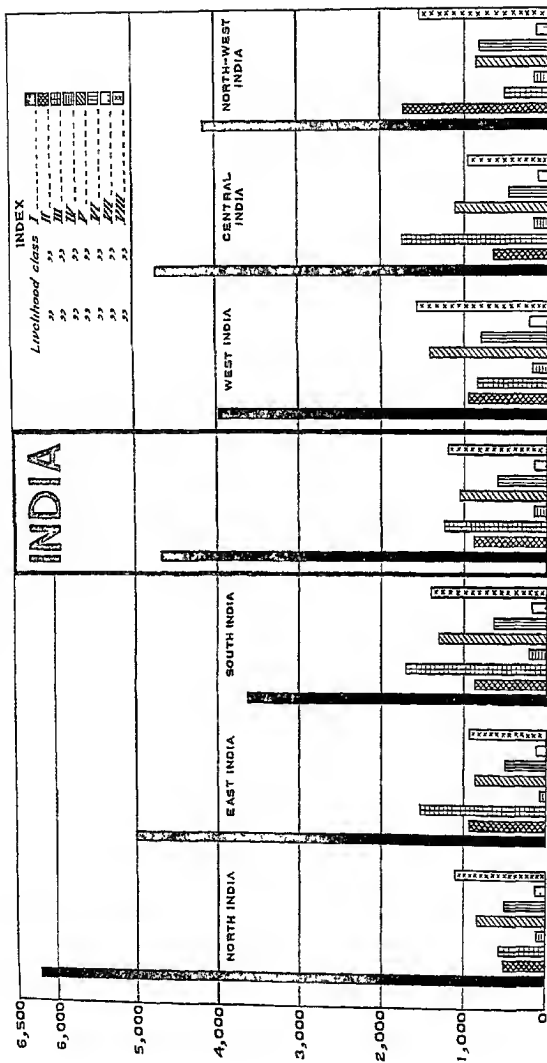 INDIA
INDEX
Livelihood class I
„ „ II
„ „ III
„ „ IV
„ „ V
„ „ VI
„ „ VII
„ „ VIII
NORTH INDIA
EAST INDIA
SOUTH INDIA
WEST INDIA
CENTRAL INDIA
NORTH-WEST INDIA
6,500
6,000
5,000
4,000
3,000
2,000
1,000
0